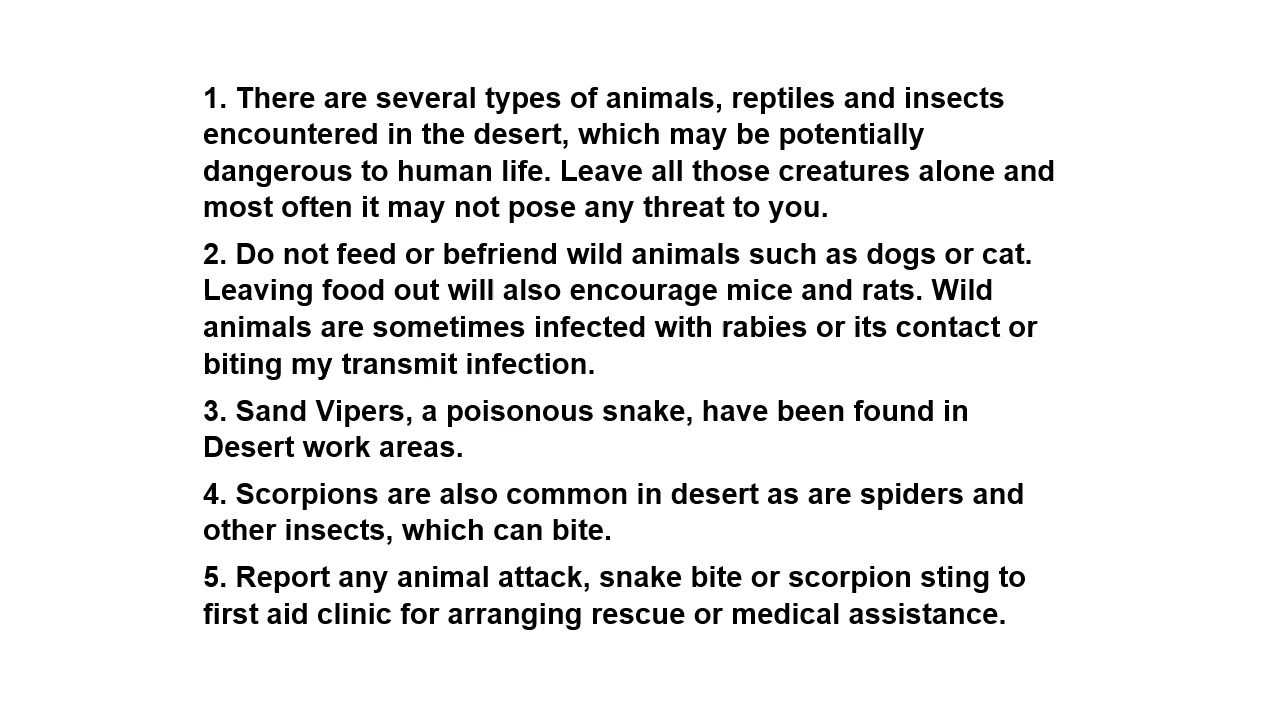 1. There are several types of animals, reptiles and insects
encountered in the desert, which may be potentially
dangerous to human life. Leave all those creatures alone and
most often it may not pose any threat to you.
2. Do not feed or befriend wild animals such as dogs or cat.
Leaving food out will also encourage mice and rats. Wild
animals are sometimes infected with rabies or its contact or
biting my transmit infection.
3. Sand Vipers, a poisonous snake, have been found in
Desert work areas.
4. Scorpions are also common in desert as are spiders and
other insects, which can bite.
5. Report any animal attack, snake bite or scorpion sting to
first aid clinic for arranging rescue or medical assistance.